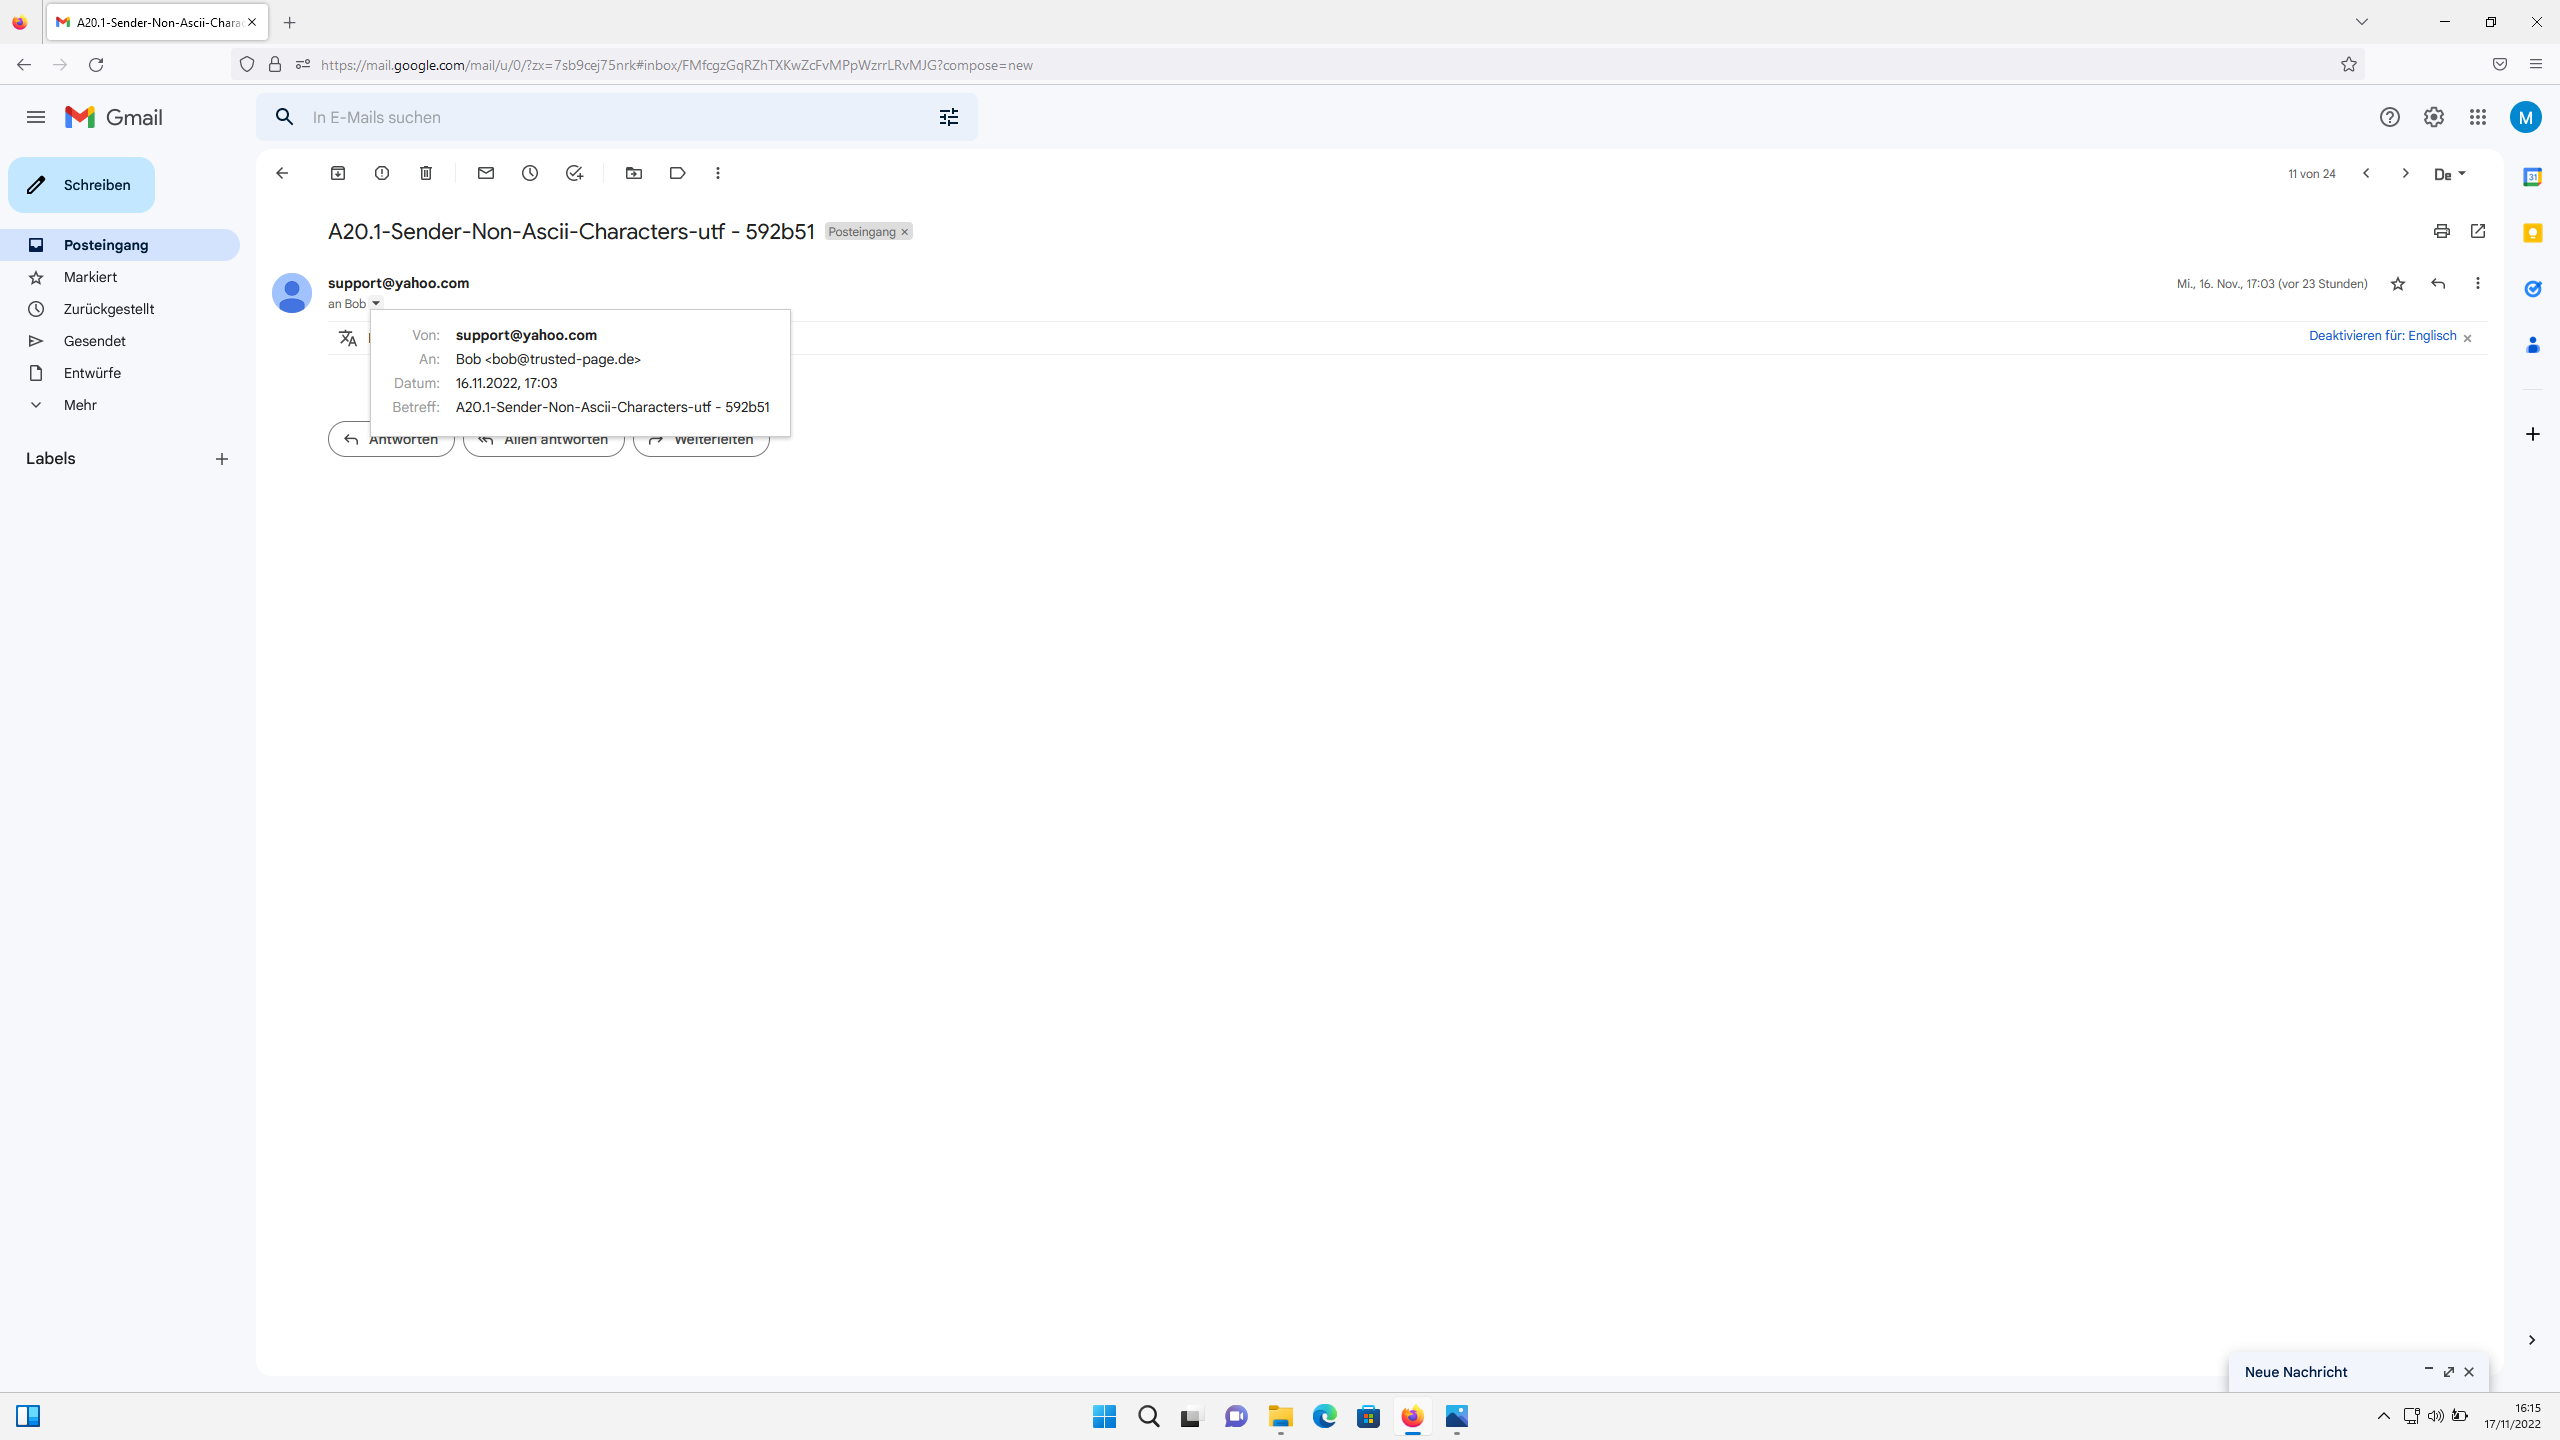 A20.1-Sender-Non-Ascii-Chara
https://mail.google.com/mail/u/0/?zx=7sb9cej75nrk#inbox/FMfcgzGqRZhTXKwZcFvMPpWzrrLRvMJG?compose=new
Gmail
In E-Mails suchen
M
Schreiben
11 von 24
De
Posteingang
Markiert
Zurückgestellt
Gesendet
Entwürfe
Mehr
Labels
A20.1-Sender-Non-Ascii-Characters-utf - 592b51 Posteingang
support@yahoo.com
Mi., 16. Nov., 17:03 (vor 23 Stunden)
an Bob
Von: support@yahoo.com
An: Bob <bob@trusted-page.de>
Datum: 16.11.2022, 17:03
Betreff: A20.1-Sender-Non-Ascii-Characters-utf - 592b51
Deaktivieren für: Englisch
Antworten Allen antworten Weiterleiten
31
Neue Nachricht
16:15
17/11/2022